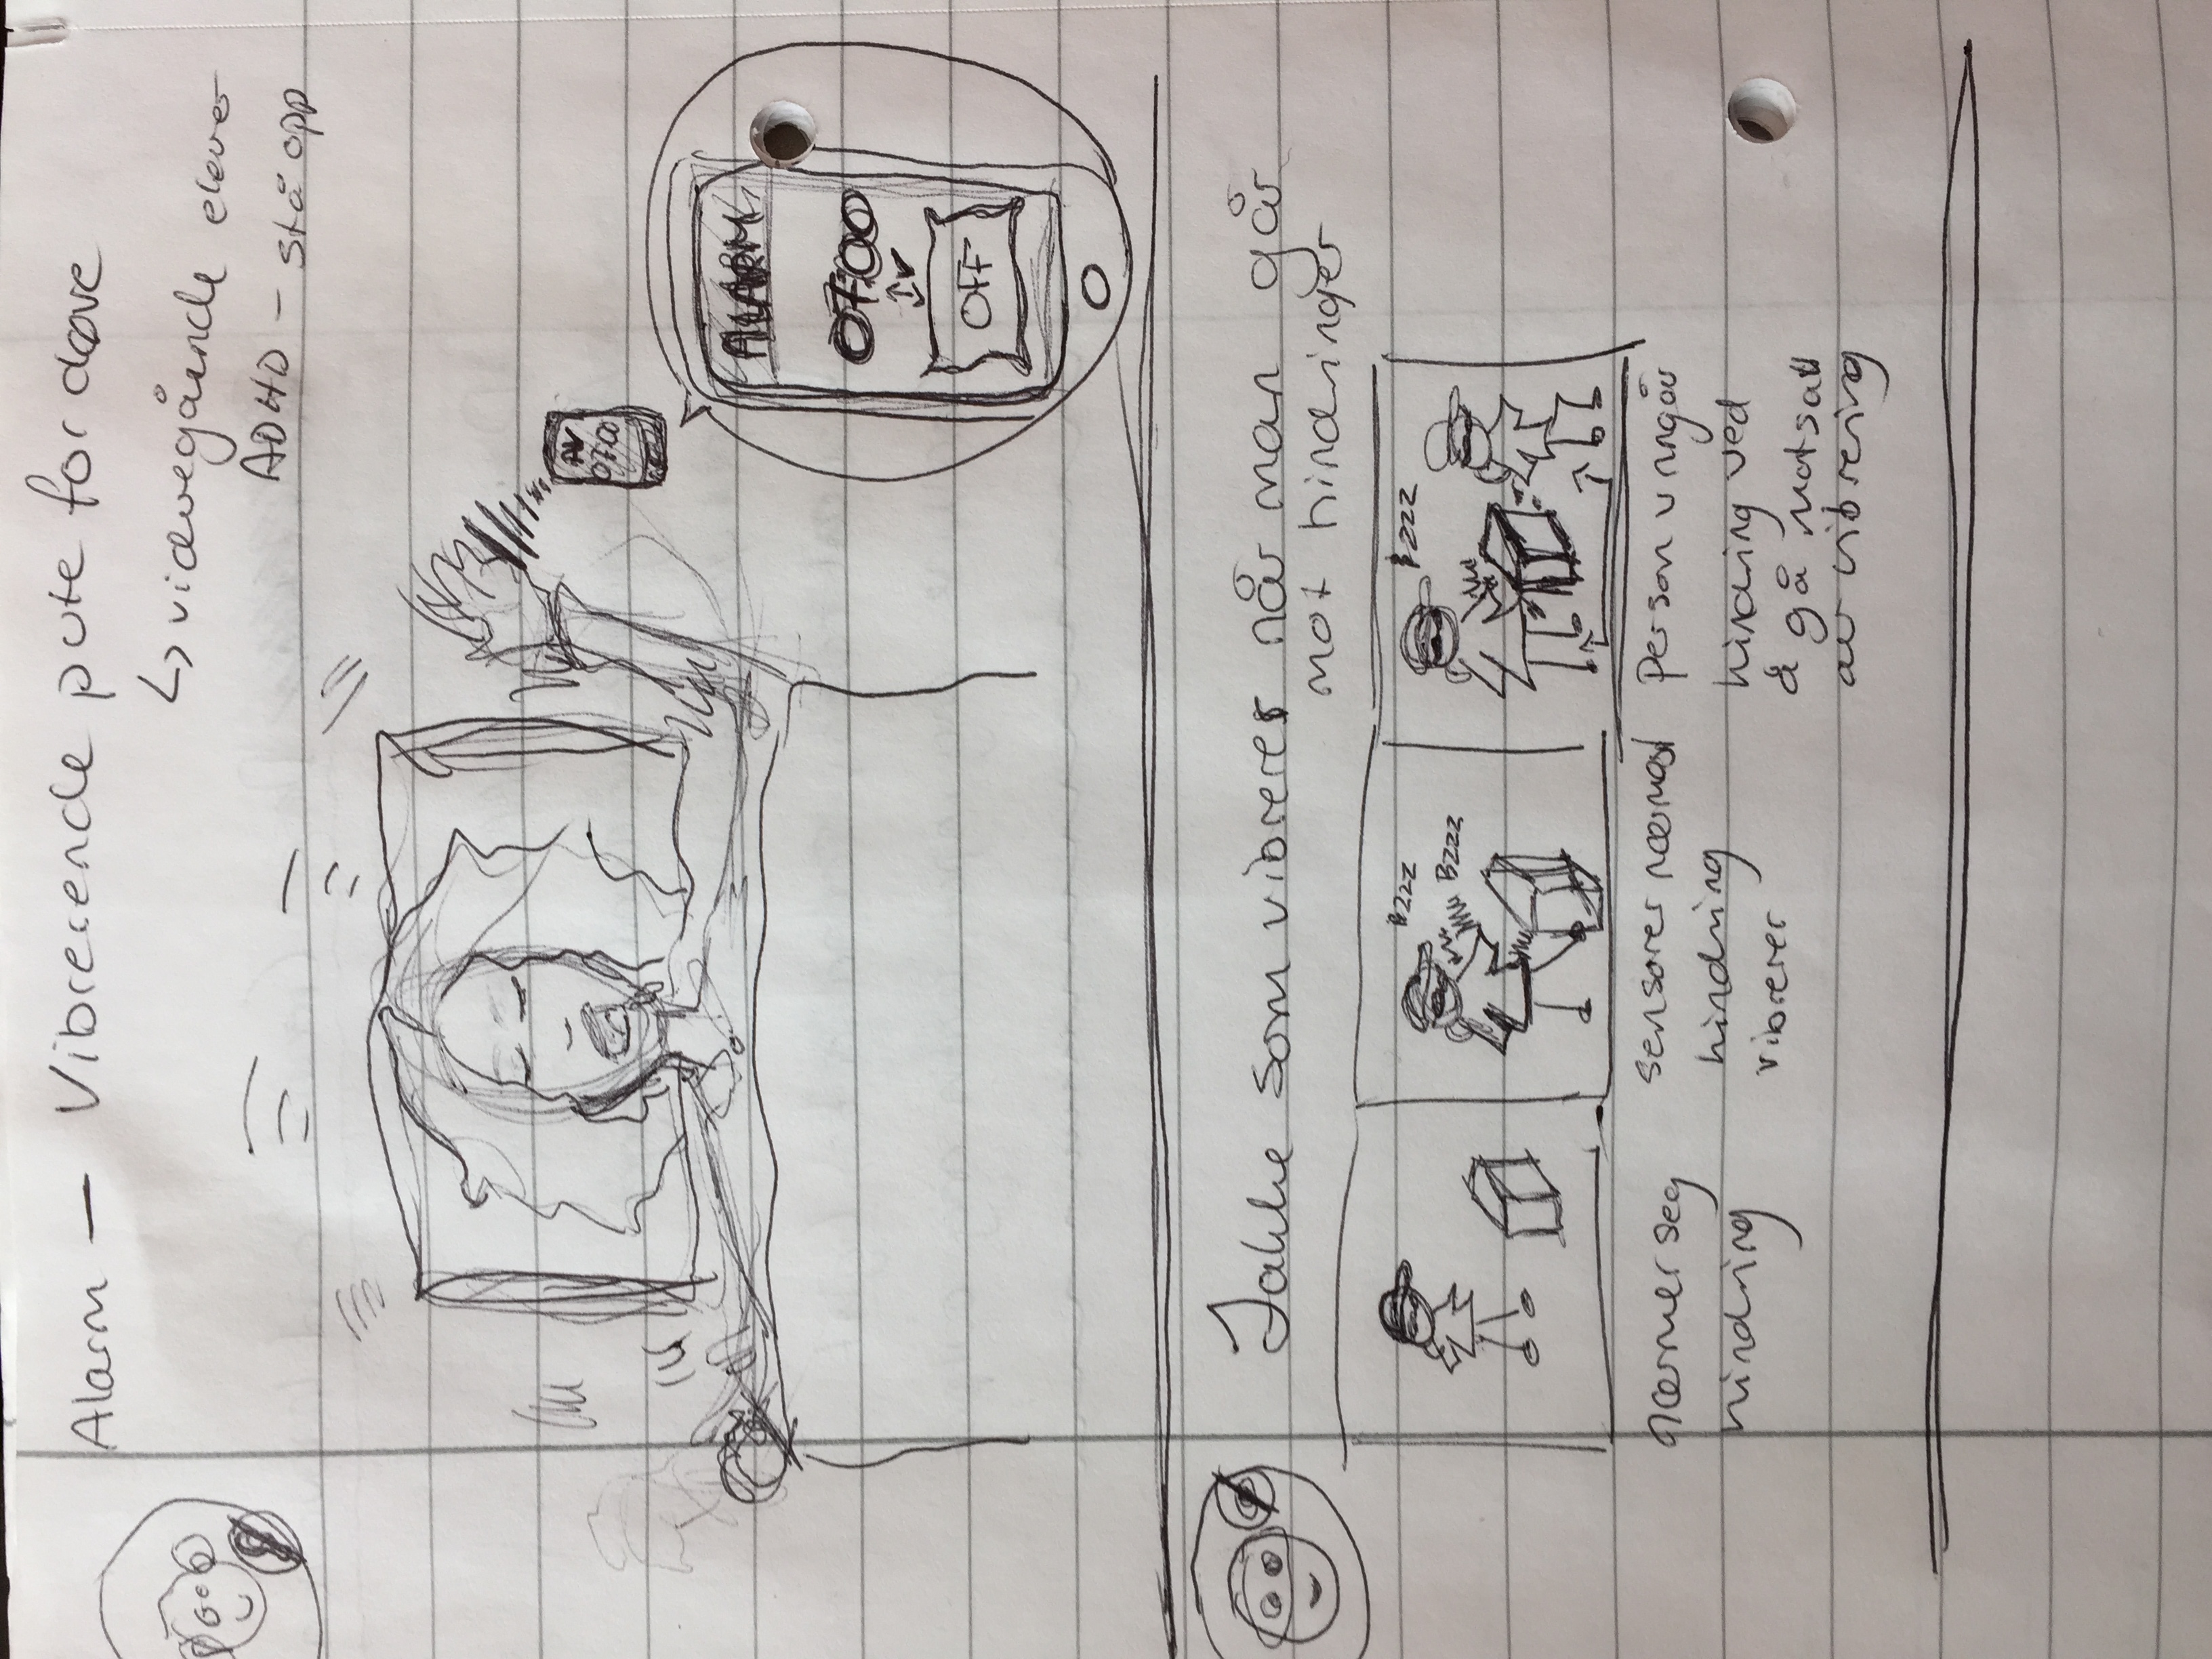 Alarm — Vibrerende pute for døve
↳ videregående elever
ADHD - stå opp
AV
07.00
ALARM
07.00
OFF
Jakke som vibrerer når man går
mot hindringer
BZZZ
BZZZ
BZZZ
nærmer seg
hindring
sensorer nærmest
hindring
vibrerer
Person unngår
hindring ved
å gå motsatt
av vibrering